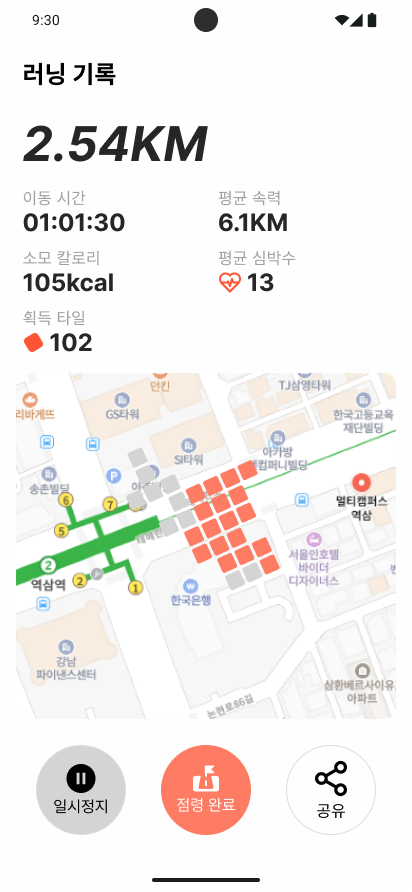 9:30
러닝 기록
2.54KM
이동 시간
평균 속력
01:01:30
6.1KM
소모 칼로리
평균 심박수
105kcal
13
획득 타일
102
던킨
TJ삼영타워
리바게뜨
GS타워
한국고등교육
재단빌딩
SI타워
아가방
컴퍼니빌딩
송촌빌딩
P
6
7
멀티캠퍼스
역삼
5
테헤란
서울인호텔
바이더
디자이너스
2
역삼역
2
1
한국은행
강남
파이낸스센터
삼환베르사이유
아파트
논현로86길
일시정지
점령 완료
공유